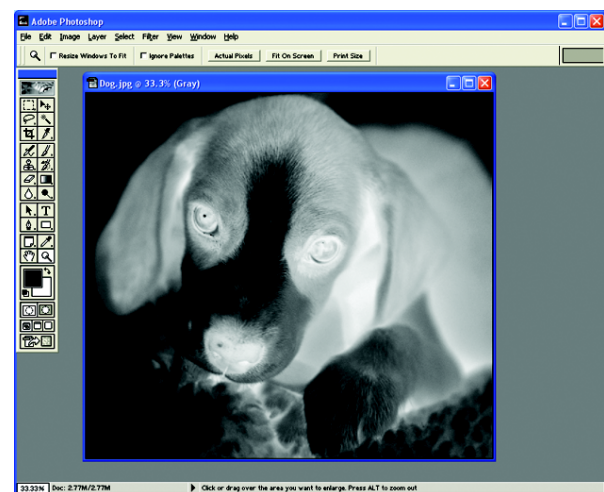 Adobe Photoshop
File Edit Image Layer Select Filter View Window Help
Resize Windows To Fit Ignore Palettes Actual Pixels Fit On Screen Print Size
Dog.jpg @ 33.3% (Gray)
T
33.33% Doc: 2.77M/2.77M Click or drag over the area you want to enlarge. Press ALT to zoom out